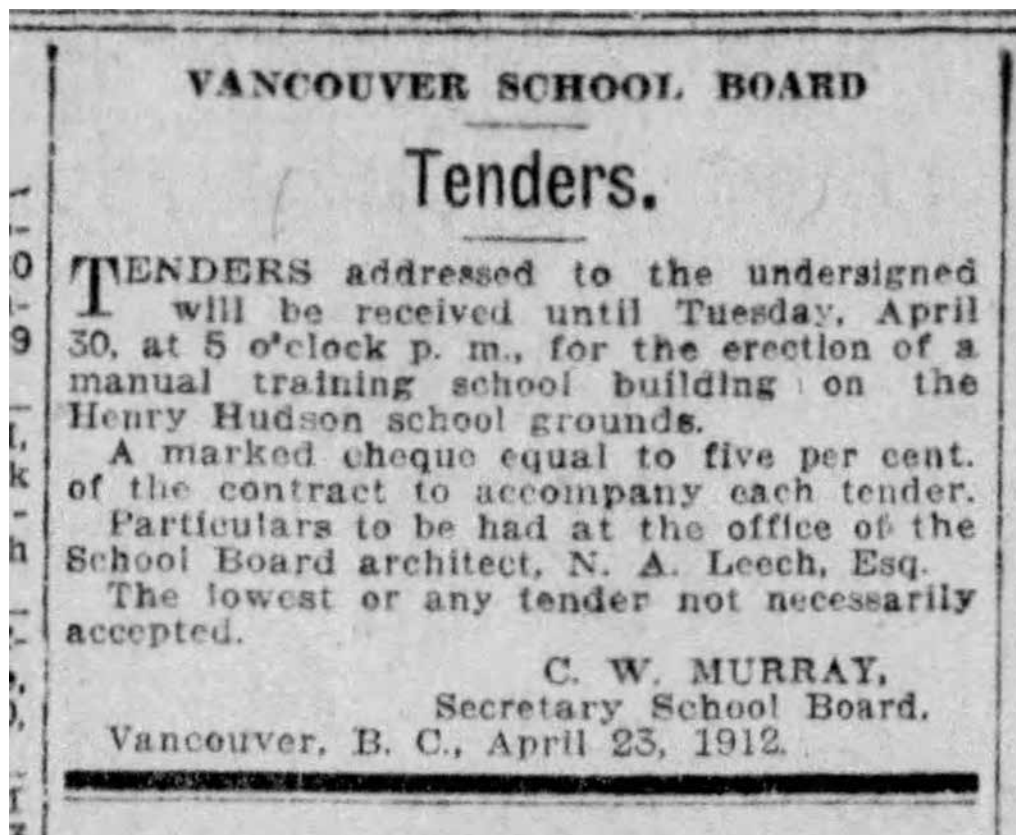 VANCOUVER SCHOOL BOARD
Tenders.
TENDERS addressed to the undersigned
will be received until Tuesday, April
30, at 5 o'clock p. m., for the erection of a
manual training school building on the
Henry Hudson school grounds.
A marked cheque equal to five per cent.
of the contract to accompany each tender.
Particulars to be had at the office of the
School Board architect, N. A. Leech, Esq.
The lowest or any tender not necessarily
accepted.
C. W. MURRAY,
Secretary School Board.
Vancouver, B. C., April 23, 1912.